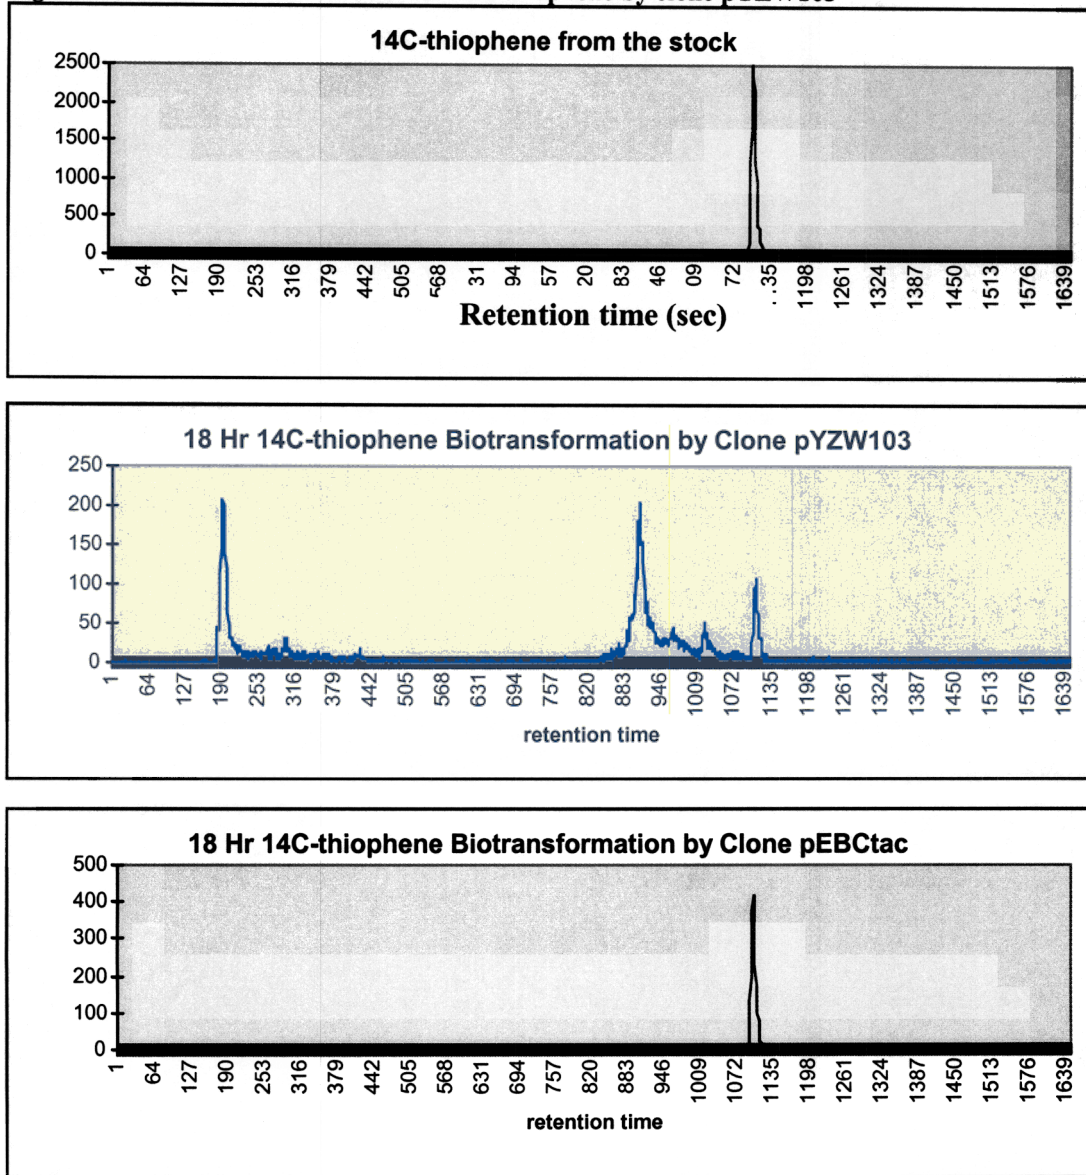 by clone
14C-thiophene from the stock
2500
2000
1500
1000
500
0
1 64 127 190 253 316 379 442 505 568 31 94 57 20 83 46 09 72 35 1198 1261 1324 1387 1450 1513 1576 1639
Retention time (sec)
18 Hr 14C-thiophene Biotransformation by Clone pYZW103
250
200
150
100
50
0
1 64 127 190 253 316 379 442 505 568 631 694 757 820 883 946 1009 1072 1135 1198 1261 1324 1387 1450 1513 1576 1639
retention time
18 Hr 14C-thiophene Biotransformation by Clone pEBCtac
500
400
300
200
100
0
1 64 127 190 253 316 379 442 505 568 631 694 757 820 883 946 1009 1072 1135 1198 1261 1324 1387 1450 1513 1576 1639
retention time